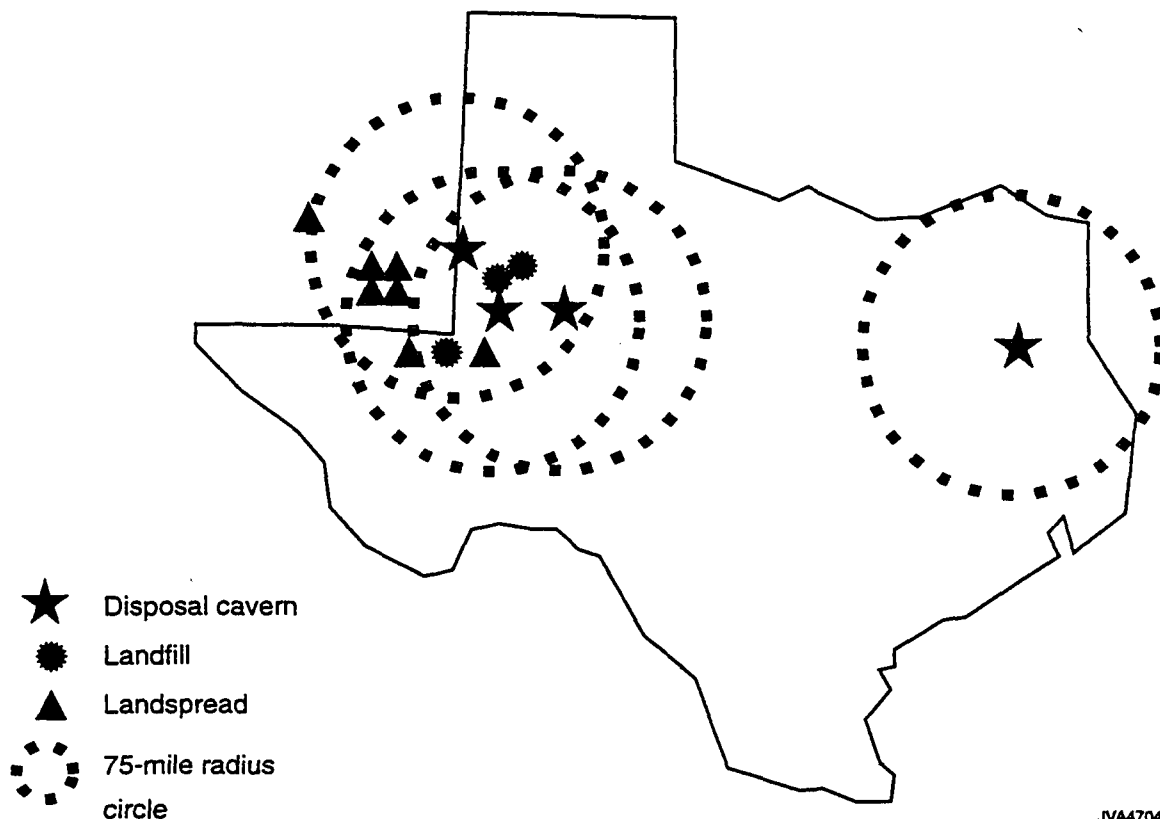 Disposal cavern
Landfill
Landspread
75-mile radius
circle
JVA4704